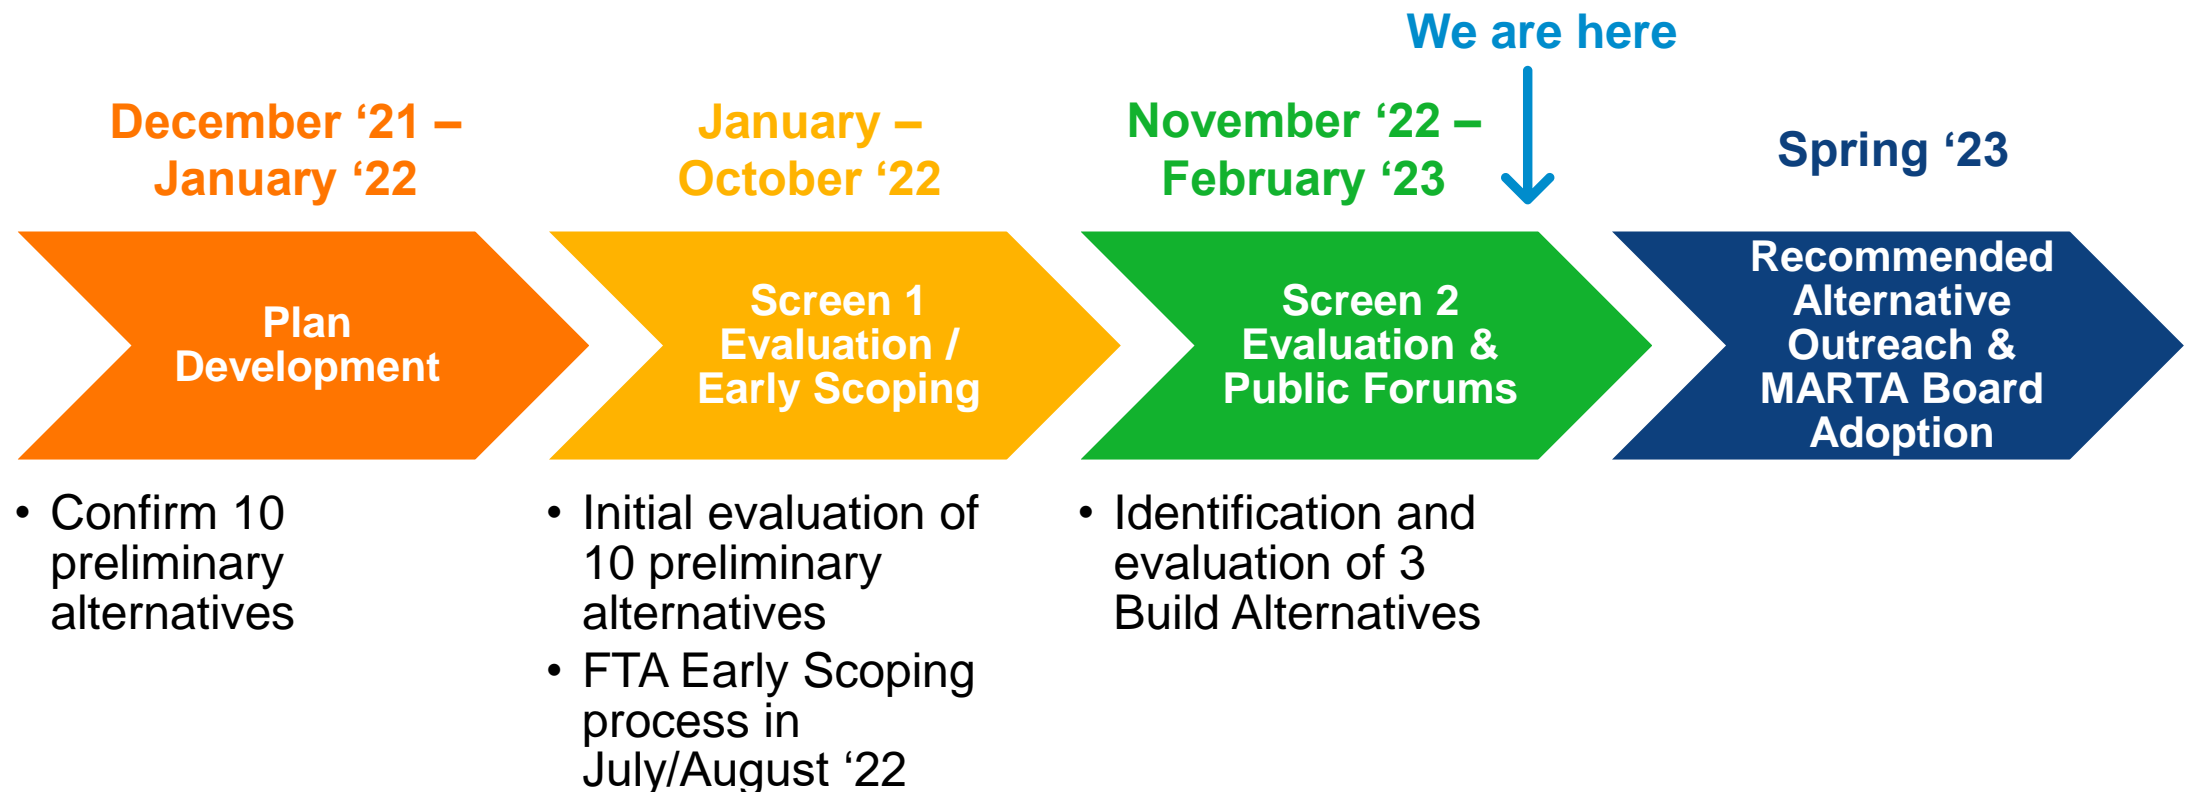 We are here
December ‘21 –
January ‘22
January –
October ‘22
November ‘22 –
February ‘23
Spring ‘23
Plan
Development
Screen 1
Evaluation /
Early Scoping
Screen 2
Evaluation &
Public Forums
Recommended
Alternative
Outreach &
MARTA Board
Adoption
• Confirm 10
preliminary
alternatives
• Initial evaluation of
10 preliminary
alternatives
• FTA Early Scoping
process in
July/August ‘22
• Identification and
evaluation of 3
Build Alternatives